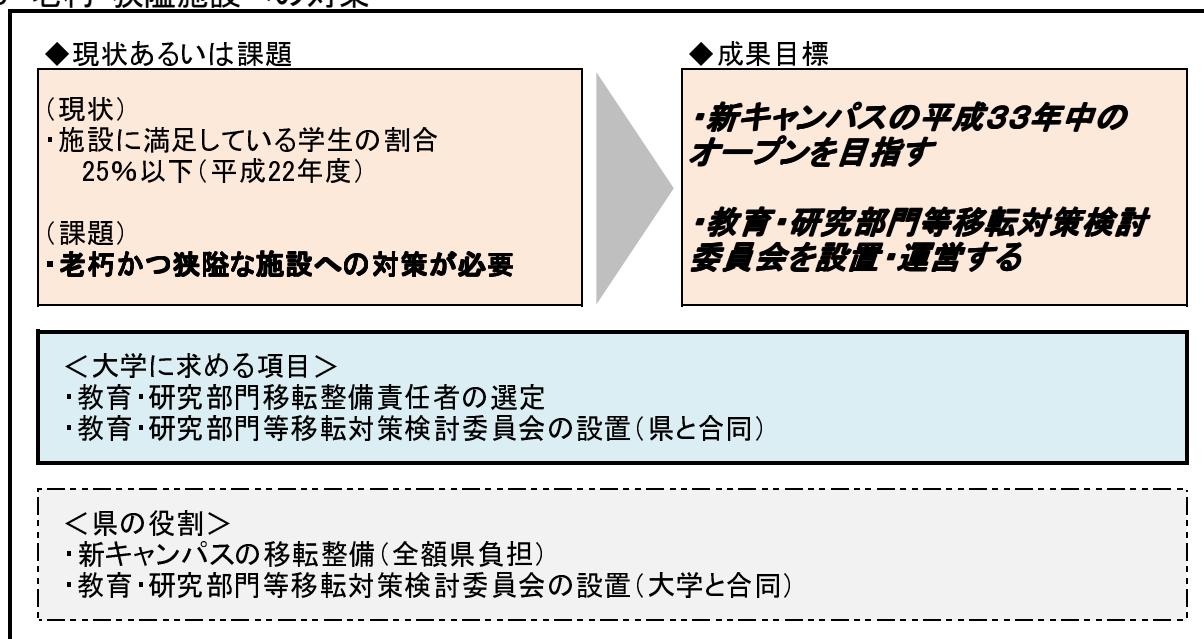 老朽・狭隘施設への対策
◆現状あるいは課題
（現状）
・施設に満足している学生の割合
25％以下（平成22年度）
（課題）
・老朽かつ狭隘な施設への対策が必要
◆成果目標
・新キャンパスの平成３３年中の
オープンを目指す
・教育・研究部門等移転対策検討
委員会を設置・運営する
＜大学に求める項目＞
・教育・研究部門移転整備責任者の選定
・教育・研究部門等移転対策検討委員会の設置（県と合同）
＜県の役割＞
・新キャンパスの移転整備（全額県負担）
・教育・研究部門等移転対策検討委員会の設置（大学と合同）